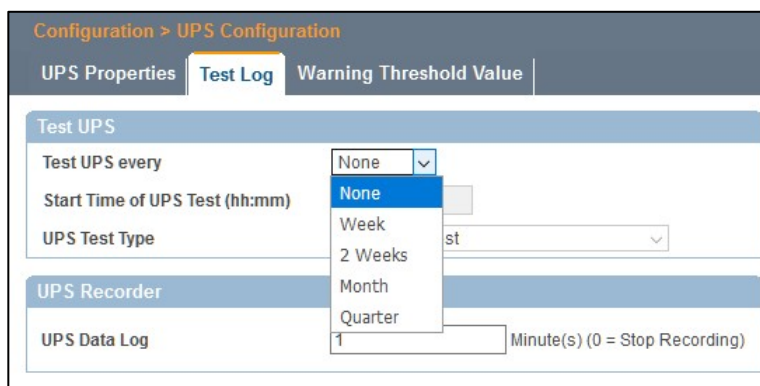 Configuration > UPS Configuration
UPS Properties Test Log Warning Threshold Value
Test UPS
Test UPS every None
Start Time of UPS Test (hh:mm)
None
Week
UPS Test Type st
2 Weeks
Month
Quarter
UPS Recorder
UPS Data Log 1 Minute(s) (0 = Stop Recording)